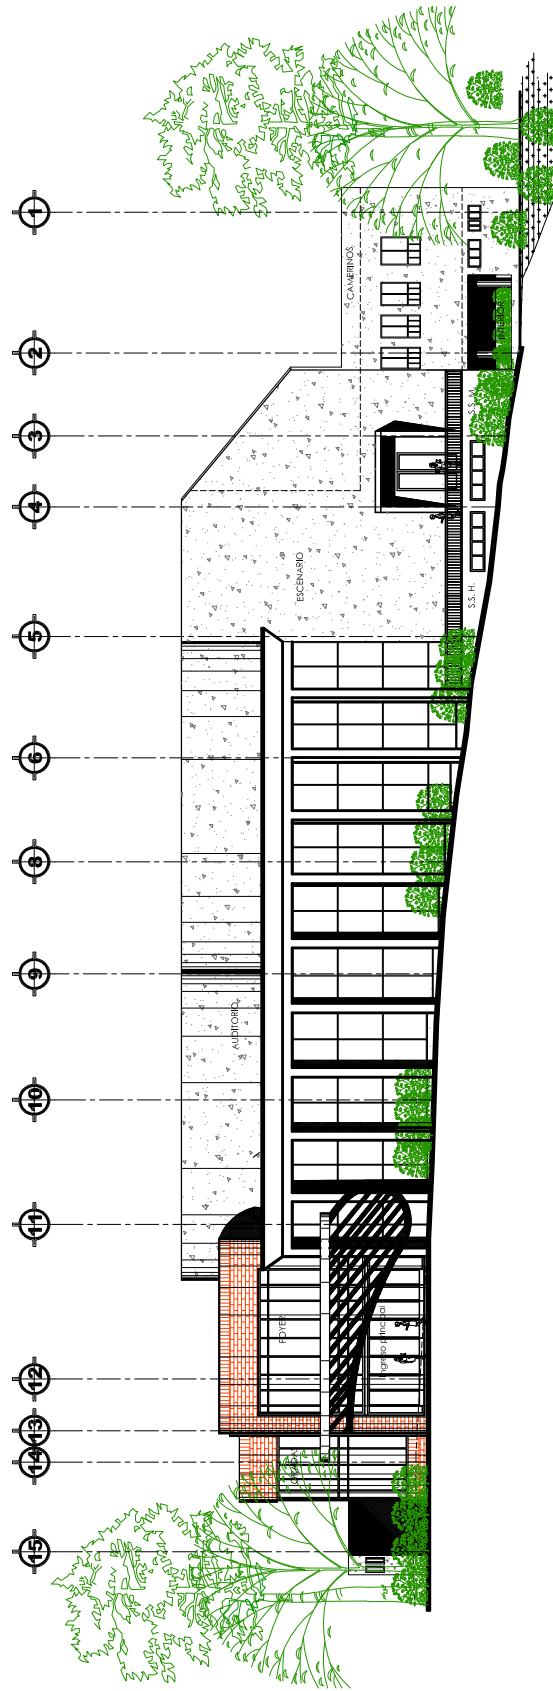 15
14
13
12
11
10
9
8
6
5
4
3
2
1
AUDITORIO
FOYER
ESCENARIO
CAMERINOS
Ingreso principal
S.S. H.
S.S. M.